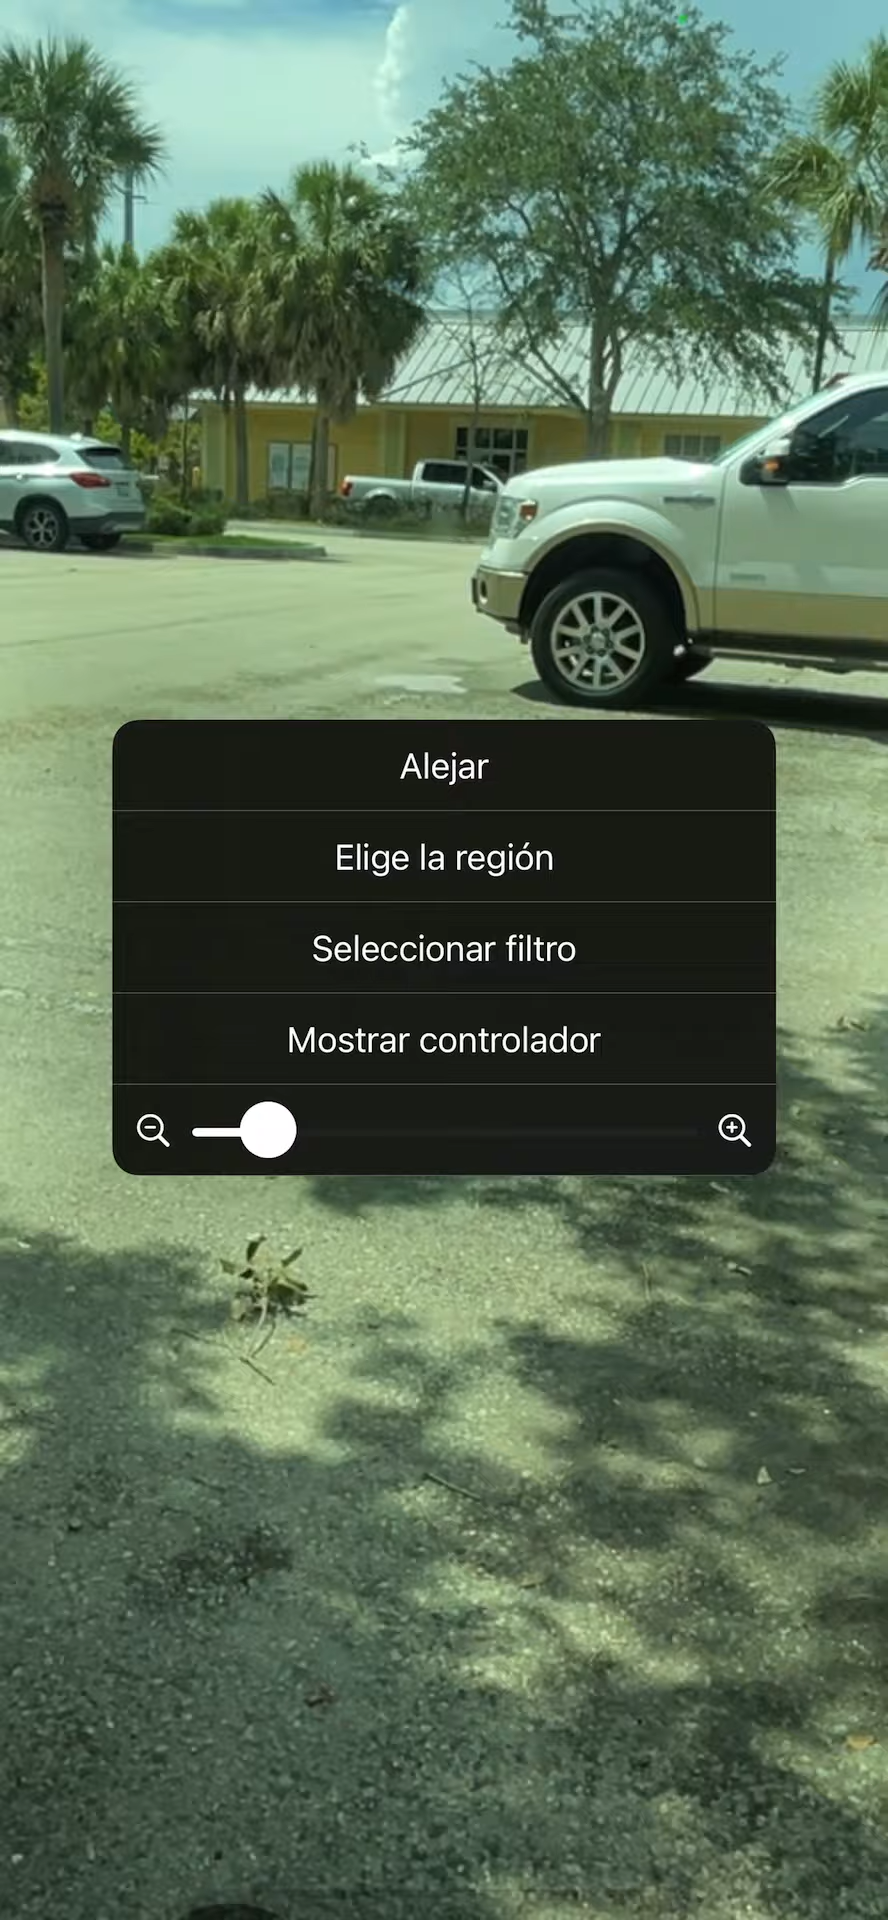 Alejar
Elige la región
Seleccionar filtro
Mostrar controlador